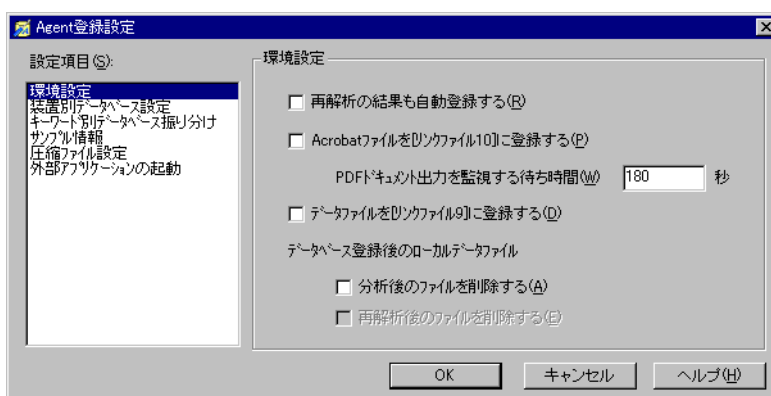 Agent登録設定
設定項目(S):
環境設定
装置別ﾃﾞｰﾀﾍﾞｰｽ設定
ｷｰﾜｰﾄﾞ別ﾃﾞｰﾀﾍﾞｰｽ振り分け
ｻﾝﾌﾟﾙ情報
圧縮ﾌｧｲﾙ設定
外部ｱﾌﾟﾘｹｰｼｮﾝの起動
環境設定
再解析の結果も自動登録する(R)
Acrobatﾌｧｲﾙを[ﾘﾝｸﾌｧｲﾙ10]に登録する(P)
PDFﾄﾞｷｭﾒﾝﾄ出力を監視する待ち時間(W) 180 秒
ﾃﾞｰﾀﾌｧｲﾙを[ﾘﾝｸﾌｧｲﾙ9]に登録する(D)
ﾃﾞｰﾀﾍﾞｰｽ登録後のﾛｰｶﾙﾃﾞｰﾀﾌｧｲﾙ
分析後のﾌｧｲﾙを削除する(A)
再解析後のﾌｧｲﾙを削除する(E)
OK キャンセル ヘルプ(H)